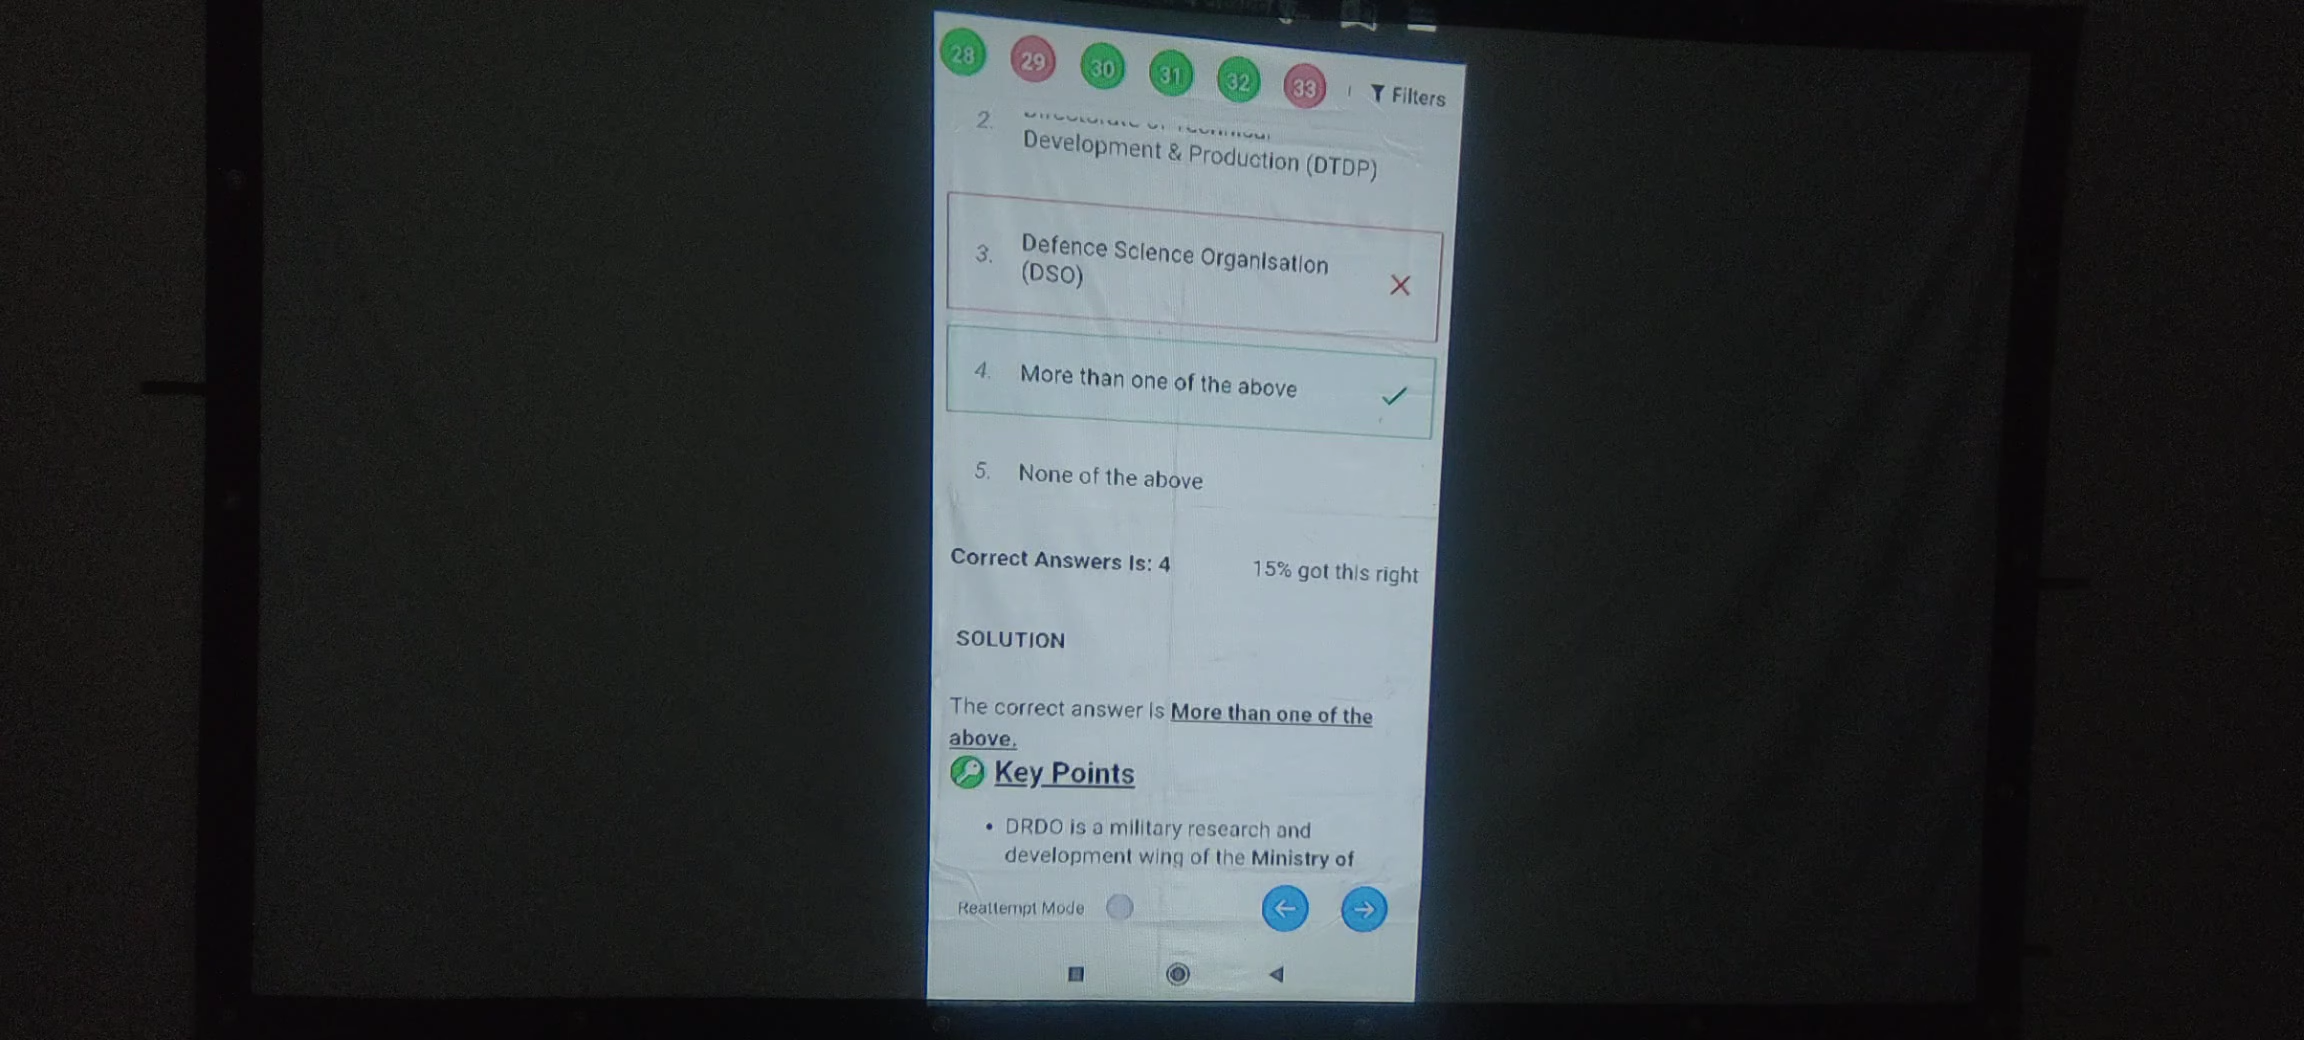 28 29 30 31 32 33 Filters
2. Directorate of Technical
Development & Production (DTDP)
3. Defence Science Organisation
(DSO)
4. More than one of the above
5. None of the above
Correct Answers Is: 4 15% got this right
SOLUTION
The correct answer is More than one of the
above.
Key Points
• DRDO is a military research and
development wing of the Ministry of
Reattempt Mode